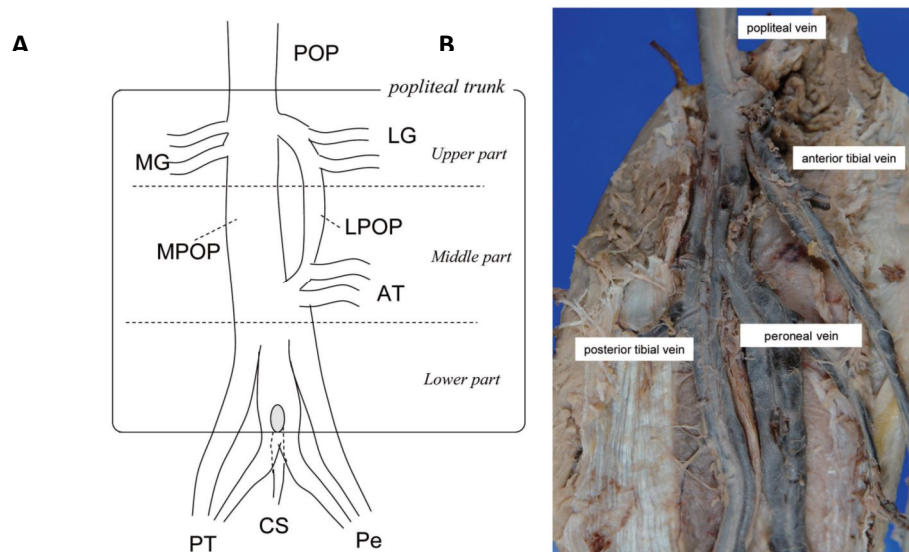 A
B
POP
popliteal trunk
MG
LG
Upper part
MPOP
LPOP
Middle part
AT
Lower part
PT
CS
Pe
popliteal vein
anterior tibial vein
posterior tibial vein
peroneal vein